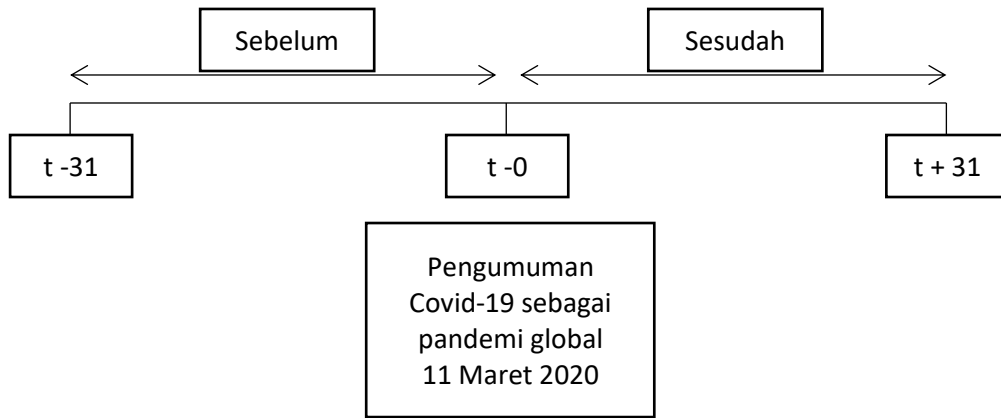 Sebelum
Sesudah
t -31
t -0
t + 31
Pengumuman
Covid-19 sebagai
pandemi global
11 Maret 2020